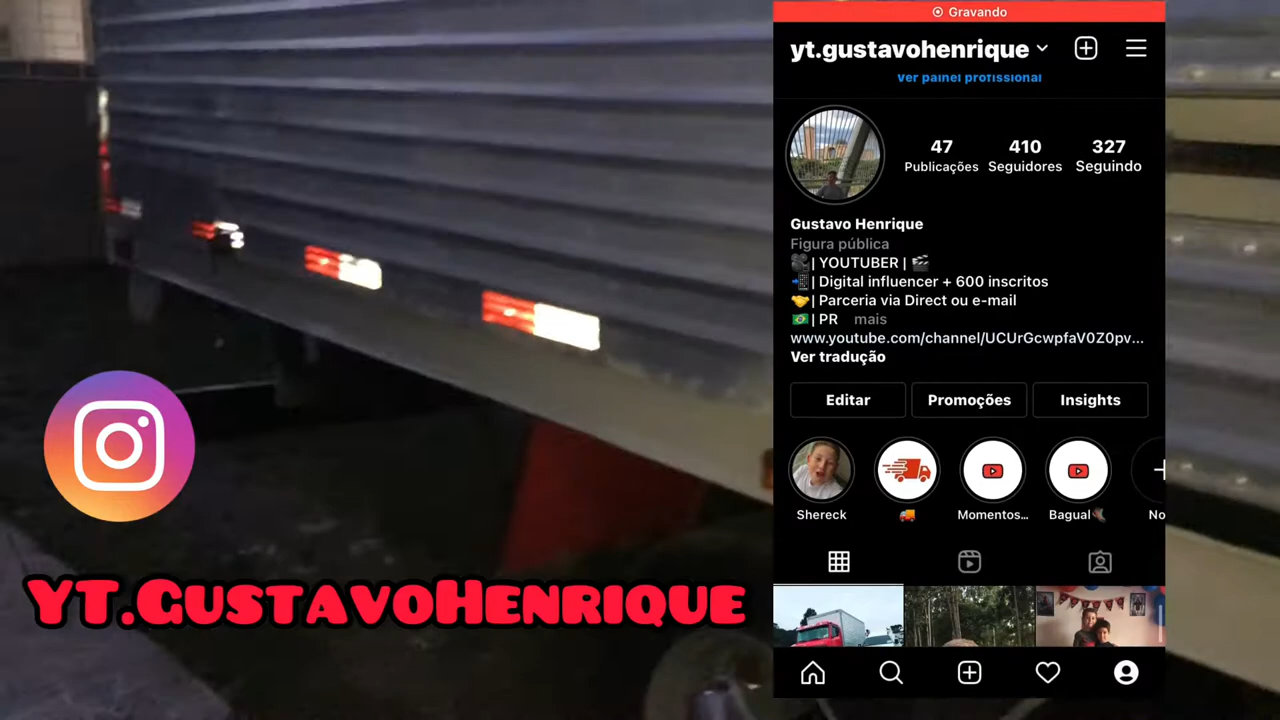 Gravando
yt.gustavohenrique
Ver painel profissional
47
Publicações
410
Seguidores
327
Seguindo
Gustavo Henrique
Figura pública
🎥| YOUTUBER | 🎬
📲| Digital influencer + 600 inscritos
🤝| Parceria via Direct ou e-mail
🇧🇷| PR mais
www.youtube.com/channel/UCUrGcwpfaV0Z0pv...
Ver tradução
Editar
Promoções
Insights
Shereck
🚚
Momentos...
Bagual
No
YT.GustavoHenrique